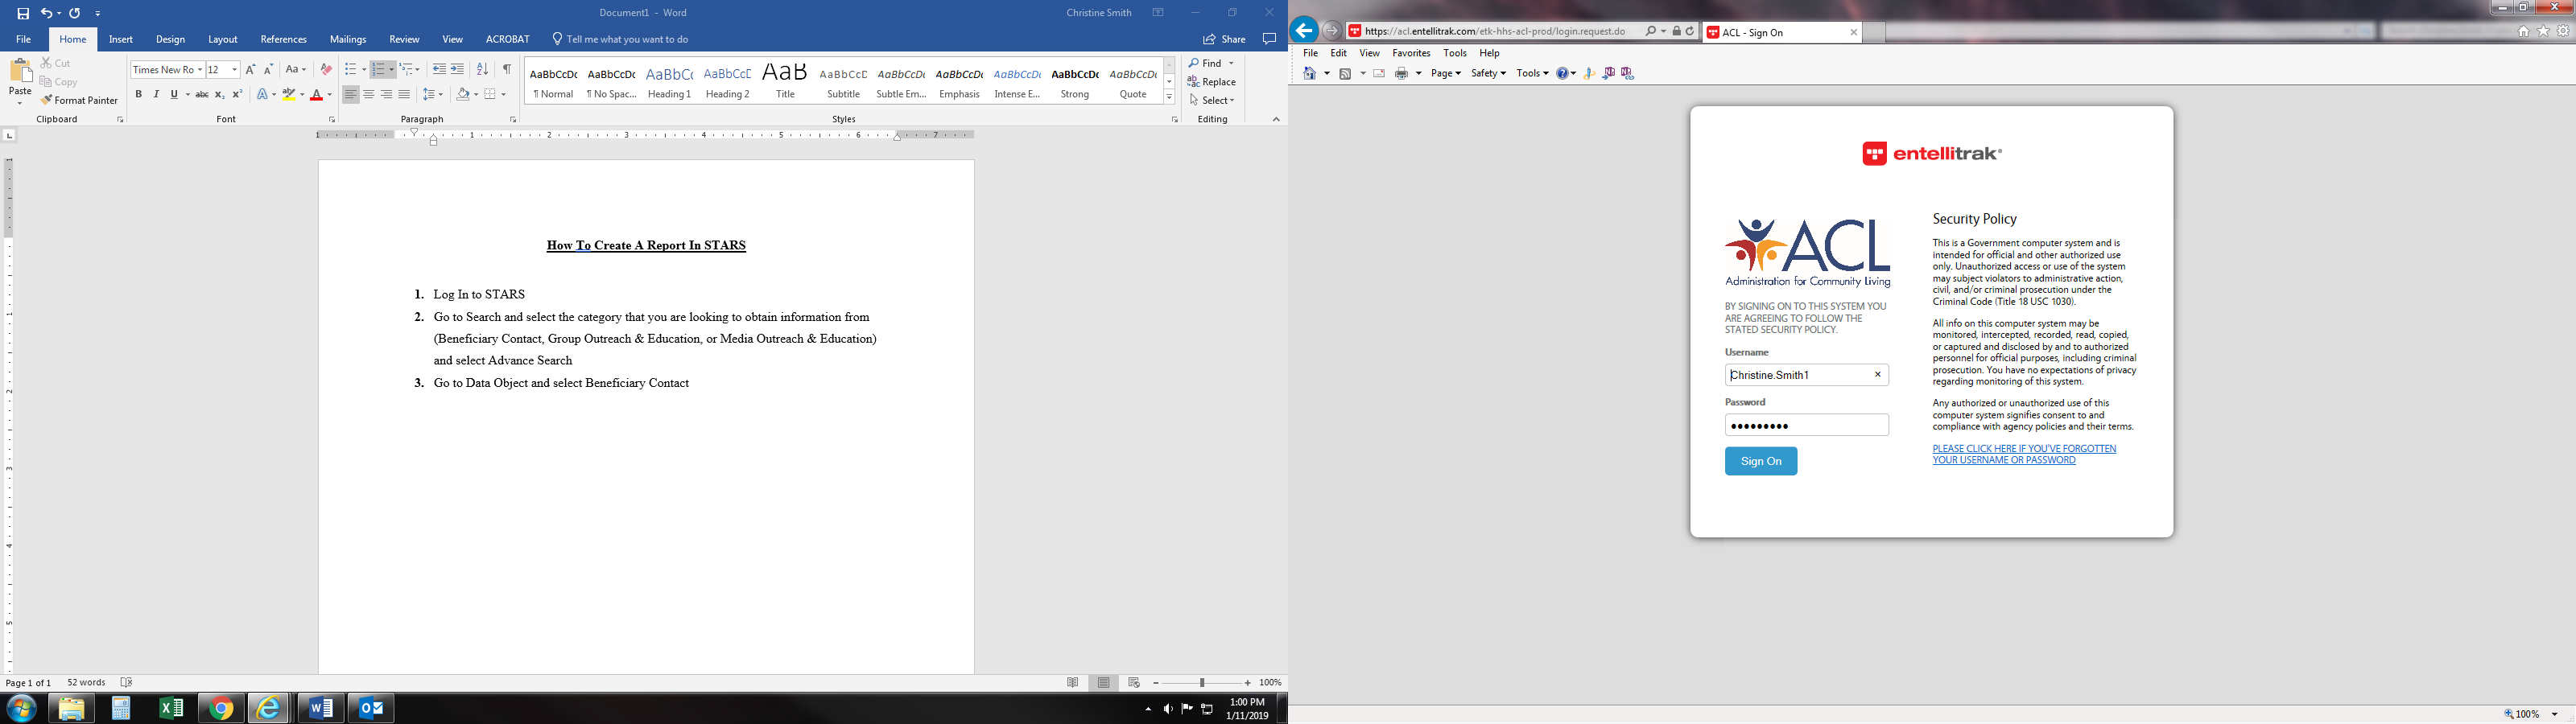 Document1 - Word
Christine Smith
File Home Insert Design Layout References Mailings Review View ACROBAT Tell me what you want to do
Share
Paste
Cut
Copy
Format Painter
Clipboard
Times New Ro 12
Font
Paragraph
AaBbCcDc AaBbCcDc AaBbCc AaBbCcD AaB AaBbCcD AaBbCcDc AaBbCcDc AaBbCcDc AaBbCcDc AaBbCcDc
¶ Normal ¶ No Spac... Heading 1 Heading 2 Title Subtitle Subtle Em... Emphasis Intense E... Strong Quote
Styles
Find
Replace
Select
Editing
How To Create A Report In STARS
1. Log In to STARS
2. Go to Search and select the category that you are looking to obtain information from
(Beneficiary Contact, Group Outreach & Education, or Media Outreach & Education)
and select Advance Search
3. Go to Data Object and select Beneficiary Contact
Page 1 of 1 52 words
100%
1:00 PM
1/11/2019
https://acl.entellitrak.com/etk-hhs-acl-prod/login.request.do
ACL - Sign On
File Edit View Favorites Tools Help
Page Safety Tools
entellitrak®
ACL
Administration for Community Living
BY SIGNING ON TO THIS SYSTEM YOU
ARE AGREEING TO FOLLOW THE
STATED SECURITY POLICY.
Username
Christine.Smith1
Password
Sign On
Security Policy
This is a Government computer system and is
intended for official and other authorized use
only. Unauthorized access or use of the system
may subject violators to administrative action,
civil, and/or criminal prosecution under the
Criminal Code (Title 18 USC 1030).
All info on this computer system may be
monitored, intercepted, recorded, read, copied,
or captured and disclosed by and to authorized
personnel for official purposes, including criminal
prosecution. You have no expectations of privacy
regarding monitoring of this system.
Any authorized or unauthorized use of this
computer system signifies consent to and
compliance with agency policies and their terms.
PLEASE CLICK HERE IF YOU'VE FORGOTTEN
YOUR USERNAME OR PASSWORD
100%